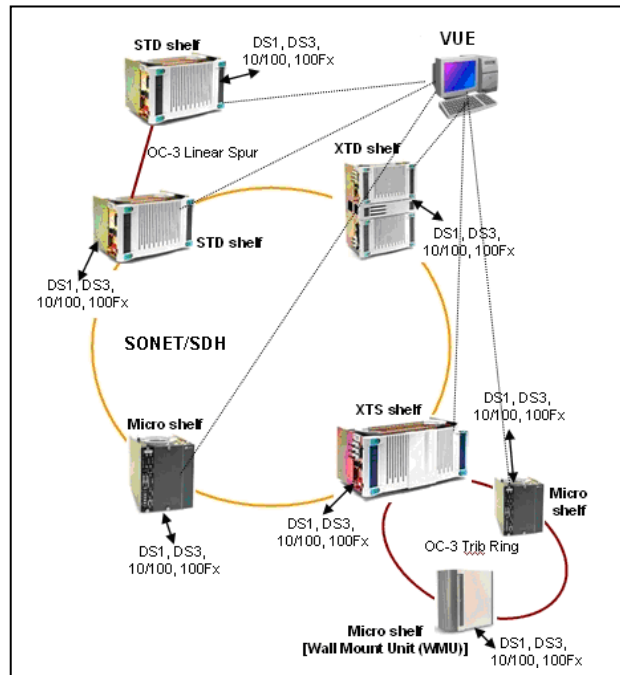 STD shelf
DS1, DS3,
10/100, 100Fx
VUE
OC-3 Linear Spur
XTD shelf
STD shelf
DS1, DS3,
10/100, 100Fx
DS1, DS3,
10/100, 100Fx
SONET/SDH
Micro shelf
XTS shelf
DS1, DS3,
10/100, 100Fx
Micro
shelf
DS1, DS3,
10/100, 100Fx
DS1, DS3,
10/100, 100Fx
OC-3 Trib Ring
Micro shelf
[Wall Mount Unit (WMU)]
DS1, DS3,
10/100, 100Fx